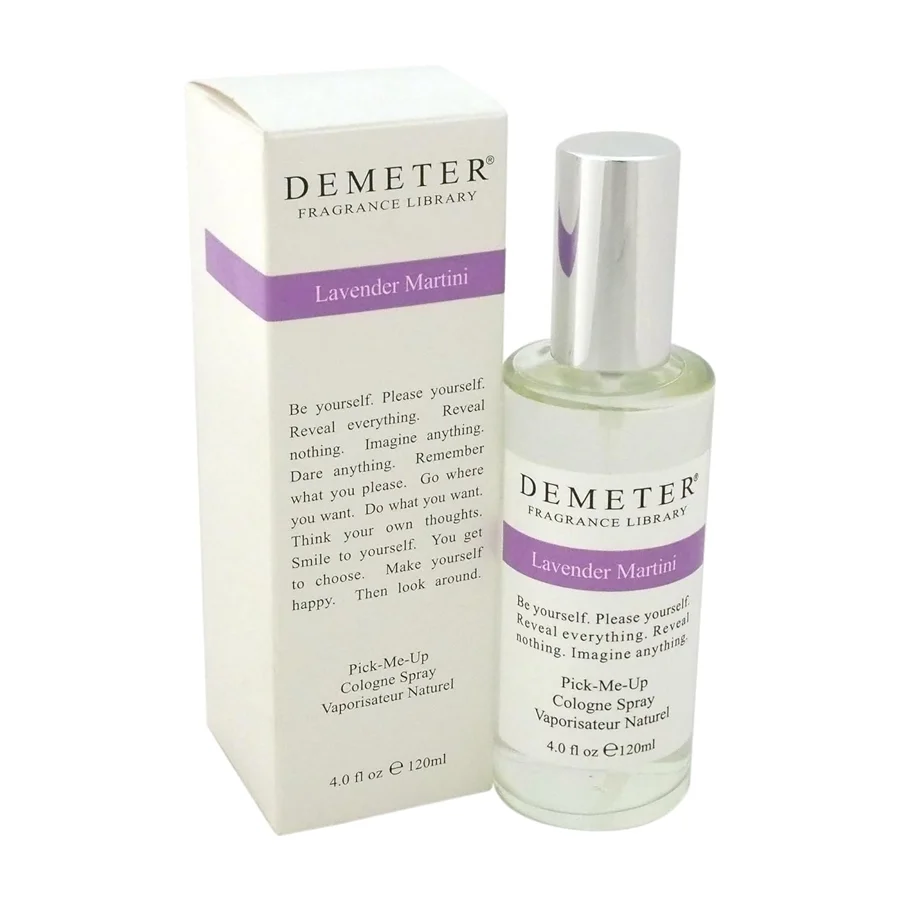 DEMETER®
FRAGRANCE LIBRARY
Lavender Martini
Be yourself. Please yourself.
Reveal everything. Reveal
nothing. Imagine anything.
Dare anything. Remember
what you please. Go where
you want. Do what you want.
Think your own thoughts.
Smile to yourself. You get
to choose. Make yourself
happy. Then look around.
Pick-Me-Up
Cologne Spray
Vaporisateur Naturel
4.0 fl oz ℮ 120ml
DEMETER®
FRAGRANCE LIBRARY
Lavender Martini
Be yourself. Please yourself.
Reveal everything. Reveal
nothing. Imagine anything.
Pick-Me-Up
Cologne Spray
Vaporisateur Naturel
4.0 fl oz ℮120ml